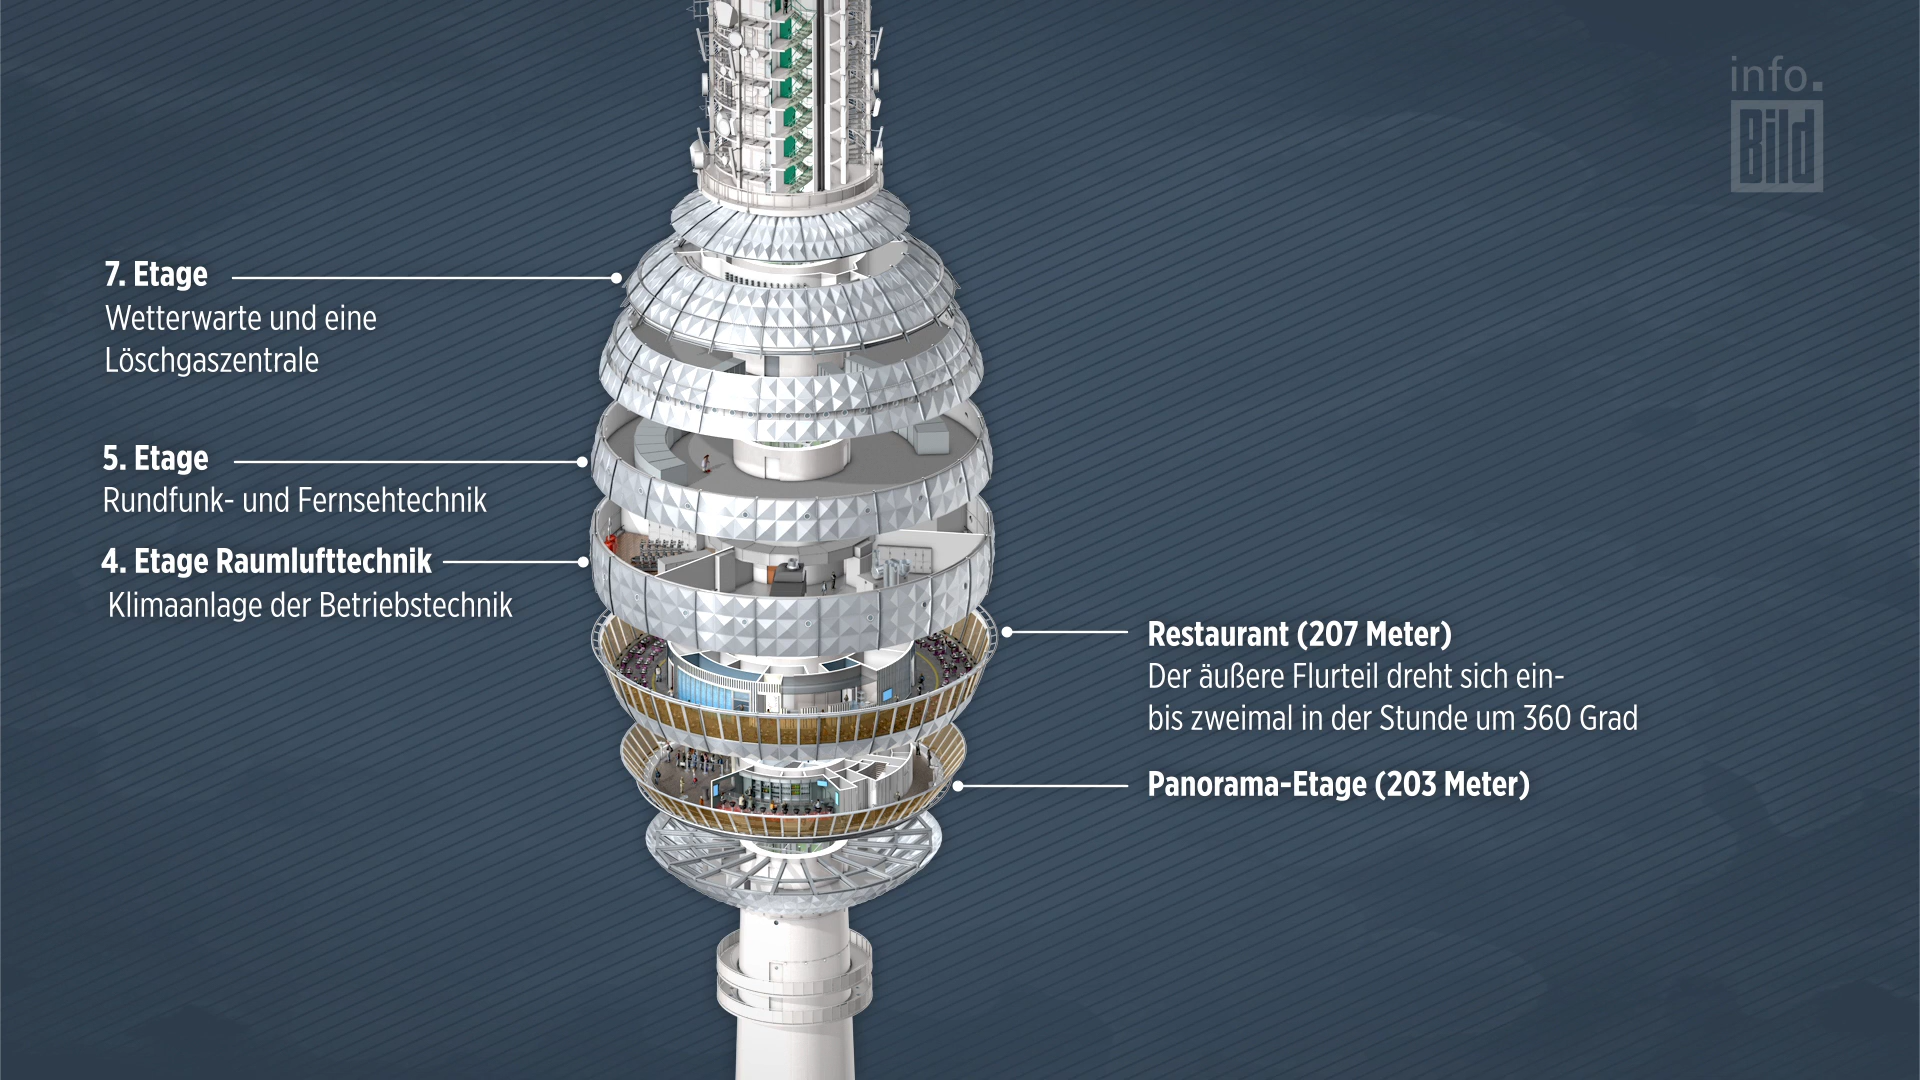 info.
Bild
7. Etage
Wetterwarte und eine
Löschgaszentrale
5. Etage
Rundfunk- und Fernsehtechnik
4. Etage Raumlufttechnik
Klimaanlage der Betriebstechnik
Restaurant (207 Meter)
Der äußere Flurteil dreht sich ein-
bis zweimal in der Stunde um 360 Grad
Panorama-Etage (203 Meter)